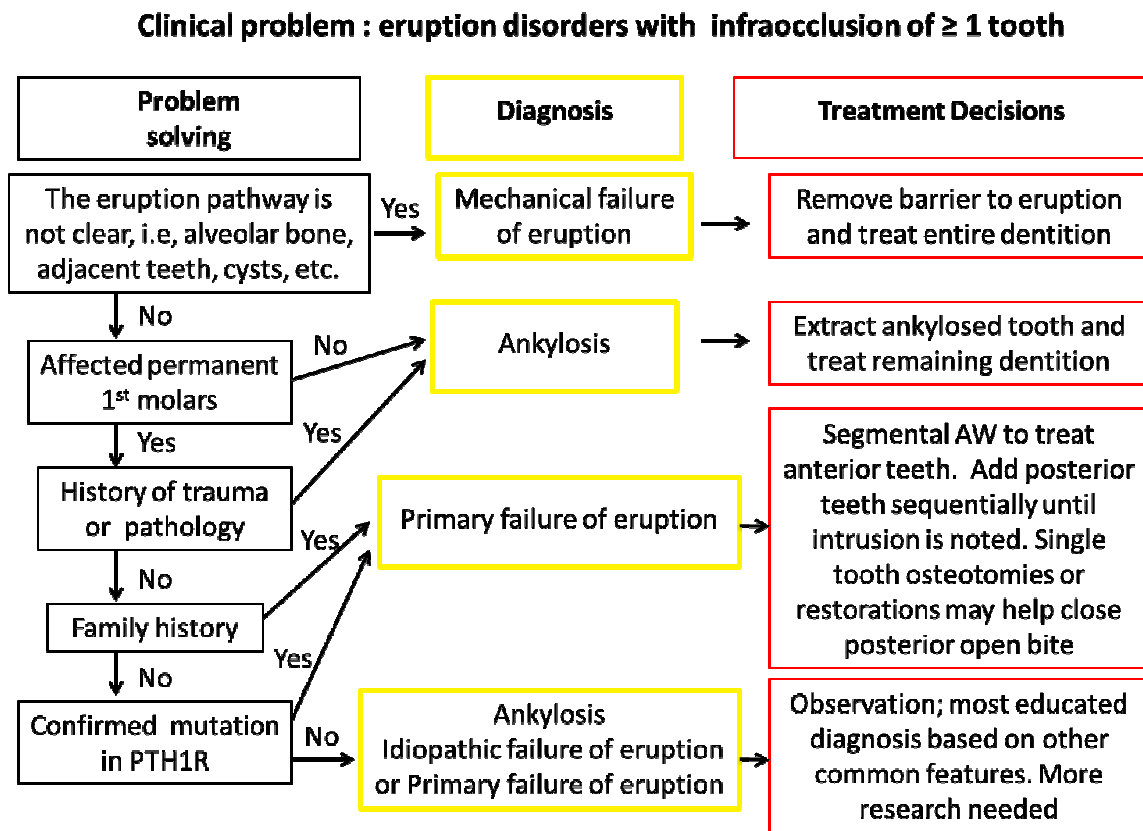 Clinical problem : eruption disorders with infraocclusion of ≥ 1 tooth
Problem
solving
Diagnosis
Treatment Decisions
The eruption pathway is
not clear, i.e, alveolar bone,
adjacent teeth, cysts, etc.
Yes
Mechanical failure
of eruption
Remove barrier to eruption
and treat entire dentition
No
Affected permanent
1st molars
No
Ankylosis
Extract ankylosed tooth and
treat remaining dentition
Yes
Yes
History of trauma
or pathology
Yes
Primary failure of eruption
Segmental AW to treat
anterior teeth. Add posterior
teeth sequentially until
intrusion is noted. Single
tooth osteotomies or
restorations may help close
posterior open bite
No
Family history
Yes
No
Confirmed mutation
in PTH1R
No
Ankylosis
Idiopathic failure of eruption
or Primary failure of eruption
Observation; most educated
diagnosis based on other
common features. More
research needed